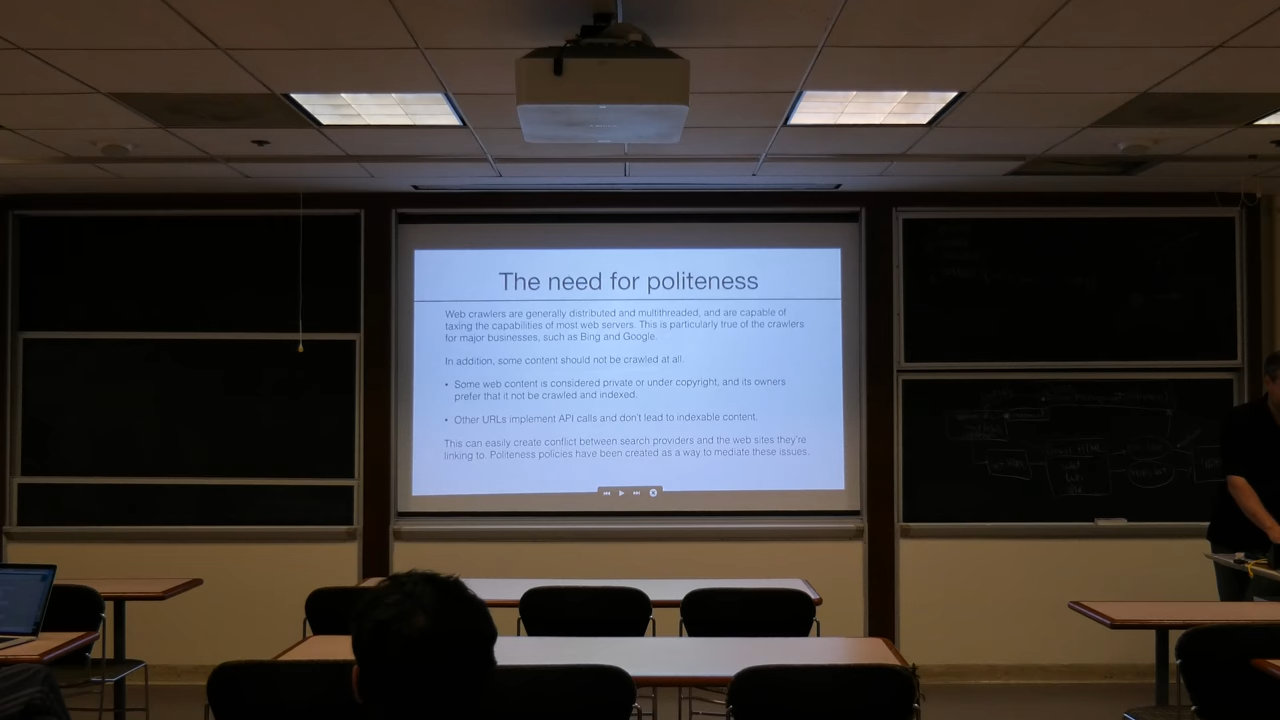 The need for politeness
Web crawlers are generally distributed and multithreaded, and are capable of
taxing the capabilities of most web servers. This is particularly true of the crawlers
for major businesses, such as Bing and Google.
In addition, some content should not be crawled at all.
• Some web content is considered private or under copyright, and its owners
prefer that it not be crawled and indexed.
• Other URLs implement API calls and don't lead to indexable content.
This can easily create conflict between search providers and the web sites they're
linking to. Politeness policies have been created as a way to mediate these issues.